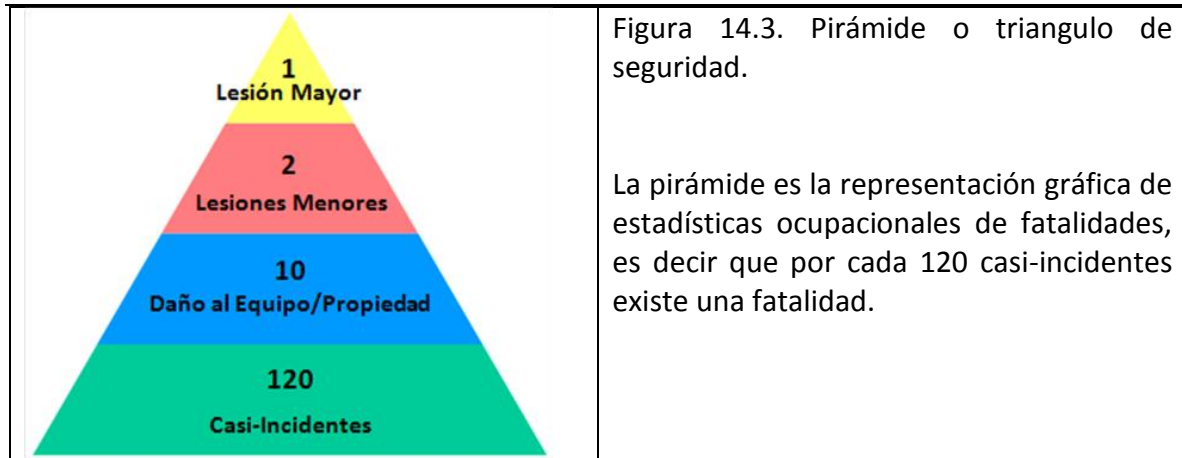 1
Lesión Mayor
2
Lesiones Menores
10
Daño al Equipo/Propiedad
120
Casi-Incidentes
Figura 14.3. Pirámide o triangulo de
seguridad.
La pirámide es la representación gráfica de
estadísticas ocupacionales de fatalidades,
es decir que por cada 120 casi-incidentes
existe una fatalidad.